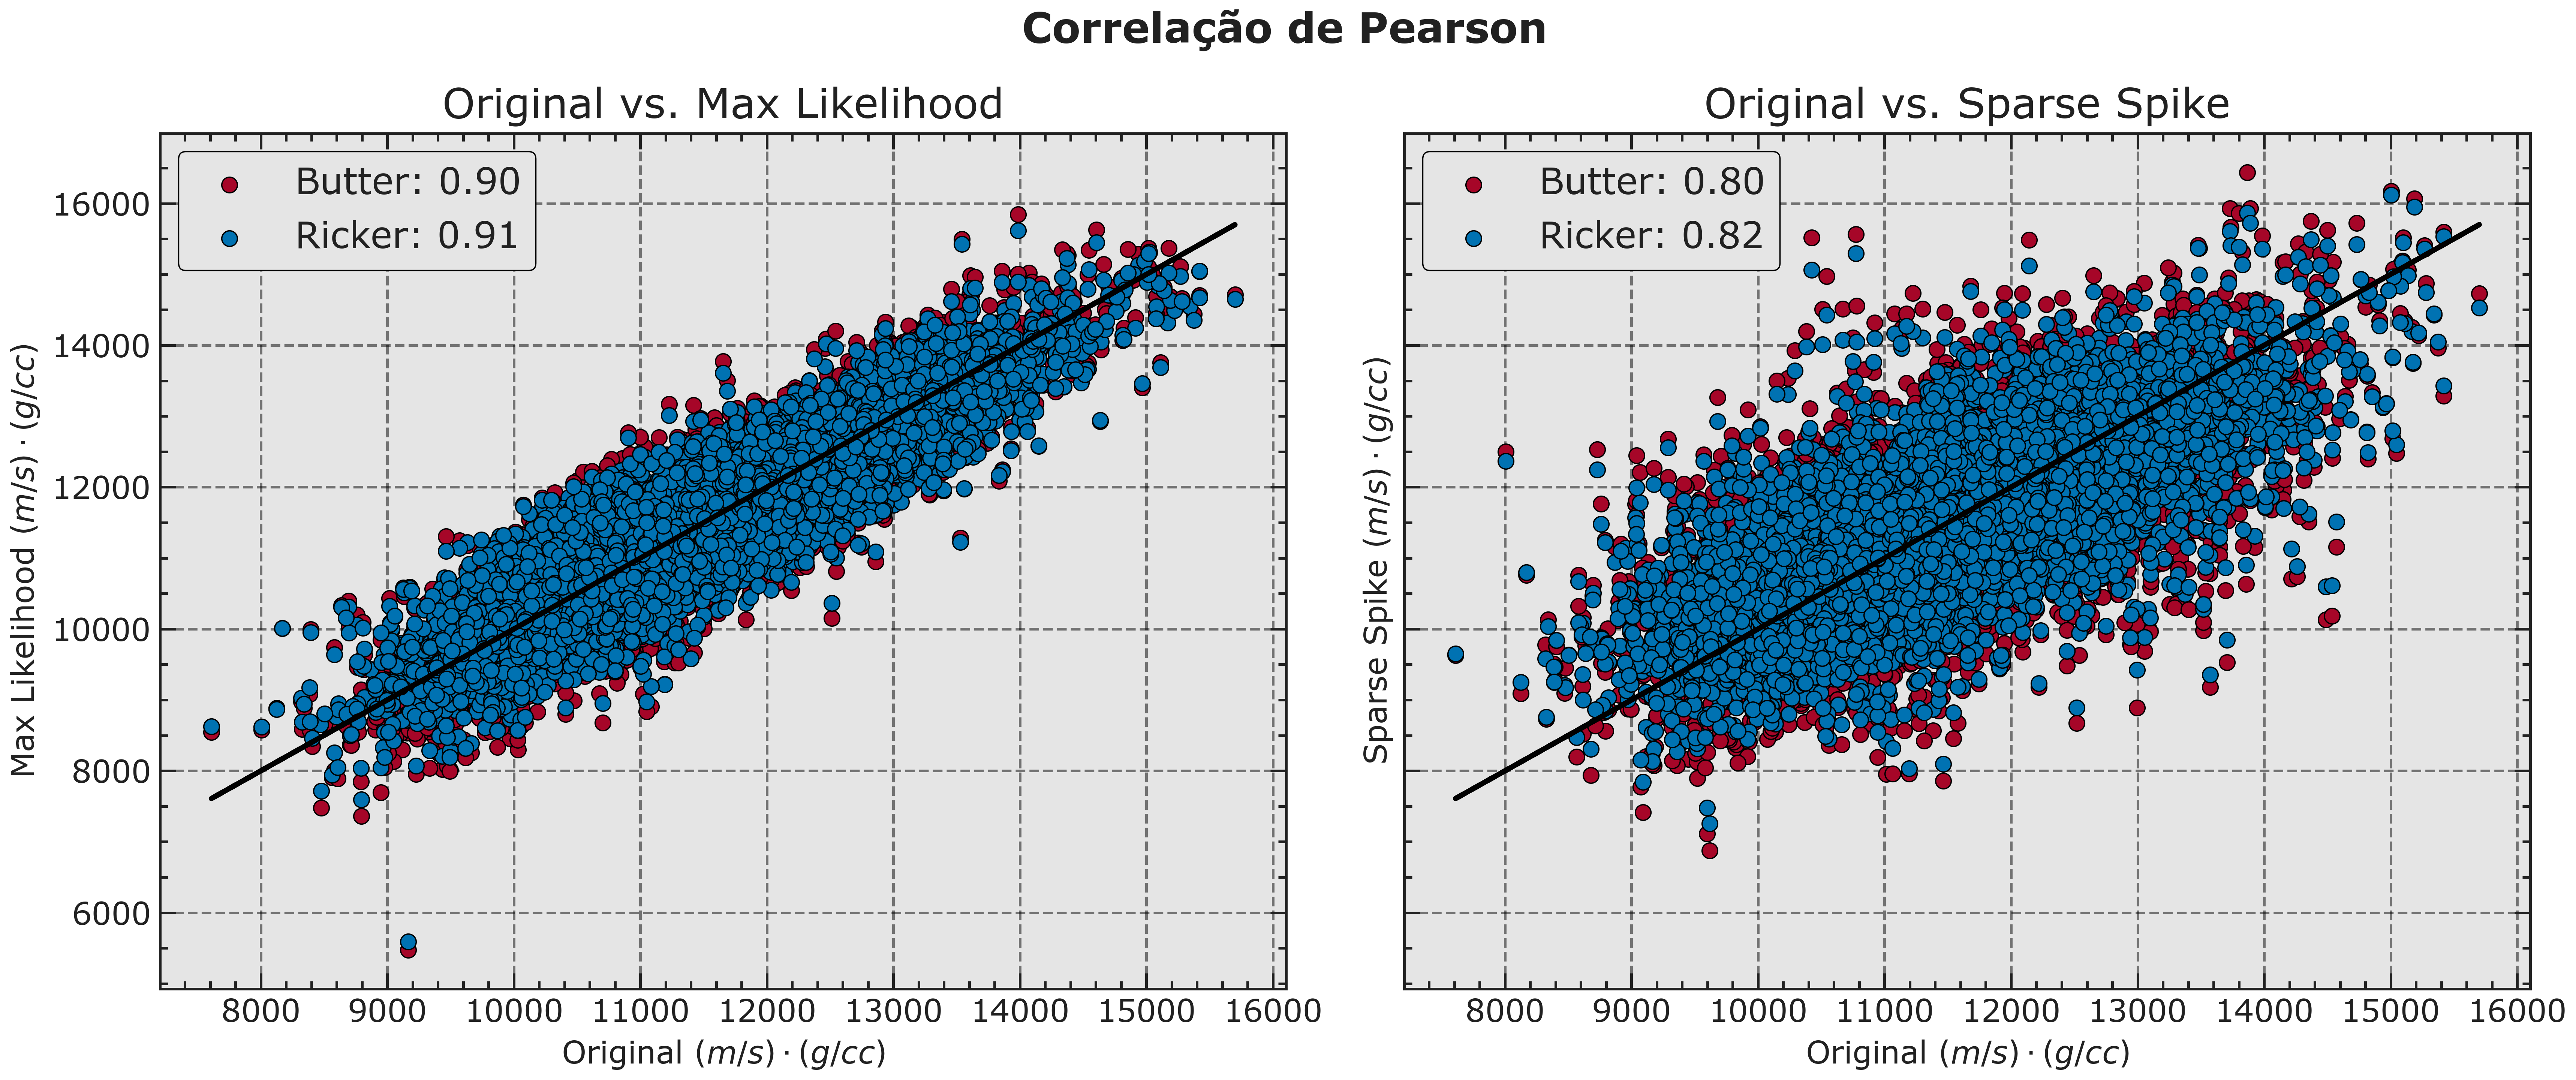 Correlação de Pearson
Original vs. Max Likelihood
Butter: 0.90
Ricker: 0.91
Max Likelihood (m/s) · (g/cc)
16000
14000
12000
10000
8000
6000
8000 9000 10000 11000 12000 13000 14000 15000 16000
Original (m/s) · (g/cc)
Original vs. Sparse Spike
Butter: 0.80
Ricker: 0.82
Sparse Spike (m/s) · (g/cc)
8000 9000 10000 11000 12000 13000 14000 15000 16000
Original (m/s) · (g/cc)